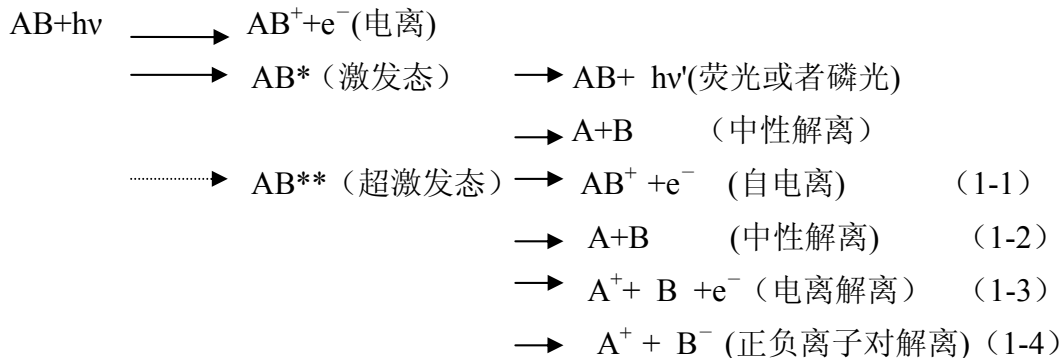 AB+hν → AB⁺+e⁻(电离)
→ AB*（激发态） → AB+ hν'(荧光或者磷光)
→ A+B （中性解离）
→ AB**（超激发态） → AB⁺ +e⁻ (自电离) （1-1）
→ A+B (中性解离) （1-2）
→ A⁺+ B +e⁻（电离解离） （1-3）
→ A⁺ + B⁻ (正负离子对解离)（1-4）